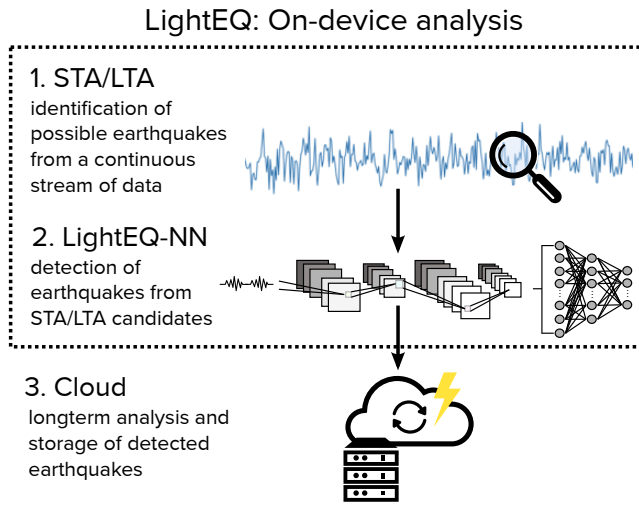 LightEQ: On-device analysis
1. STA/LTA
identification of
possible earthquakes
from a continuous
stream of data
2. LightEQ-NN
detection of
earthquakes from
STA/LTA candidates
3. Cloud
longterm analysis and
storage of detected
earthquakes